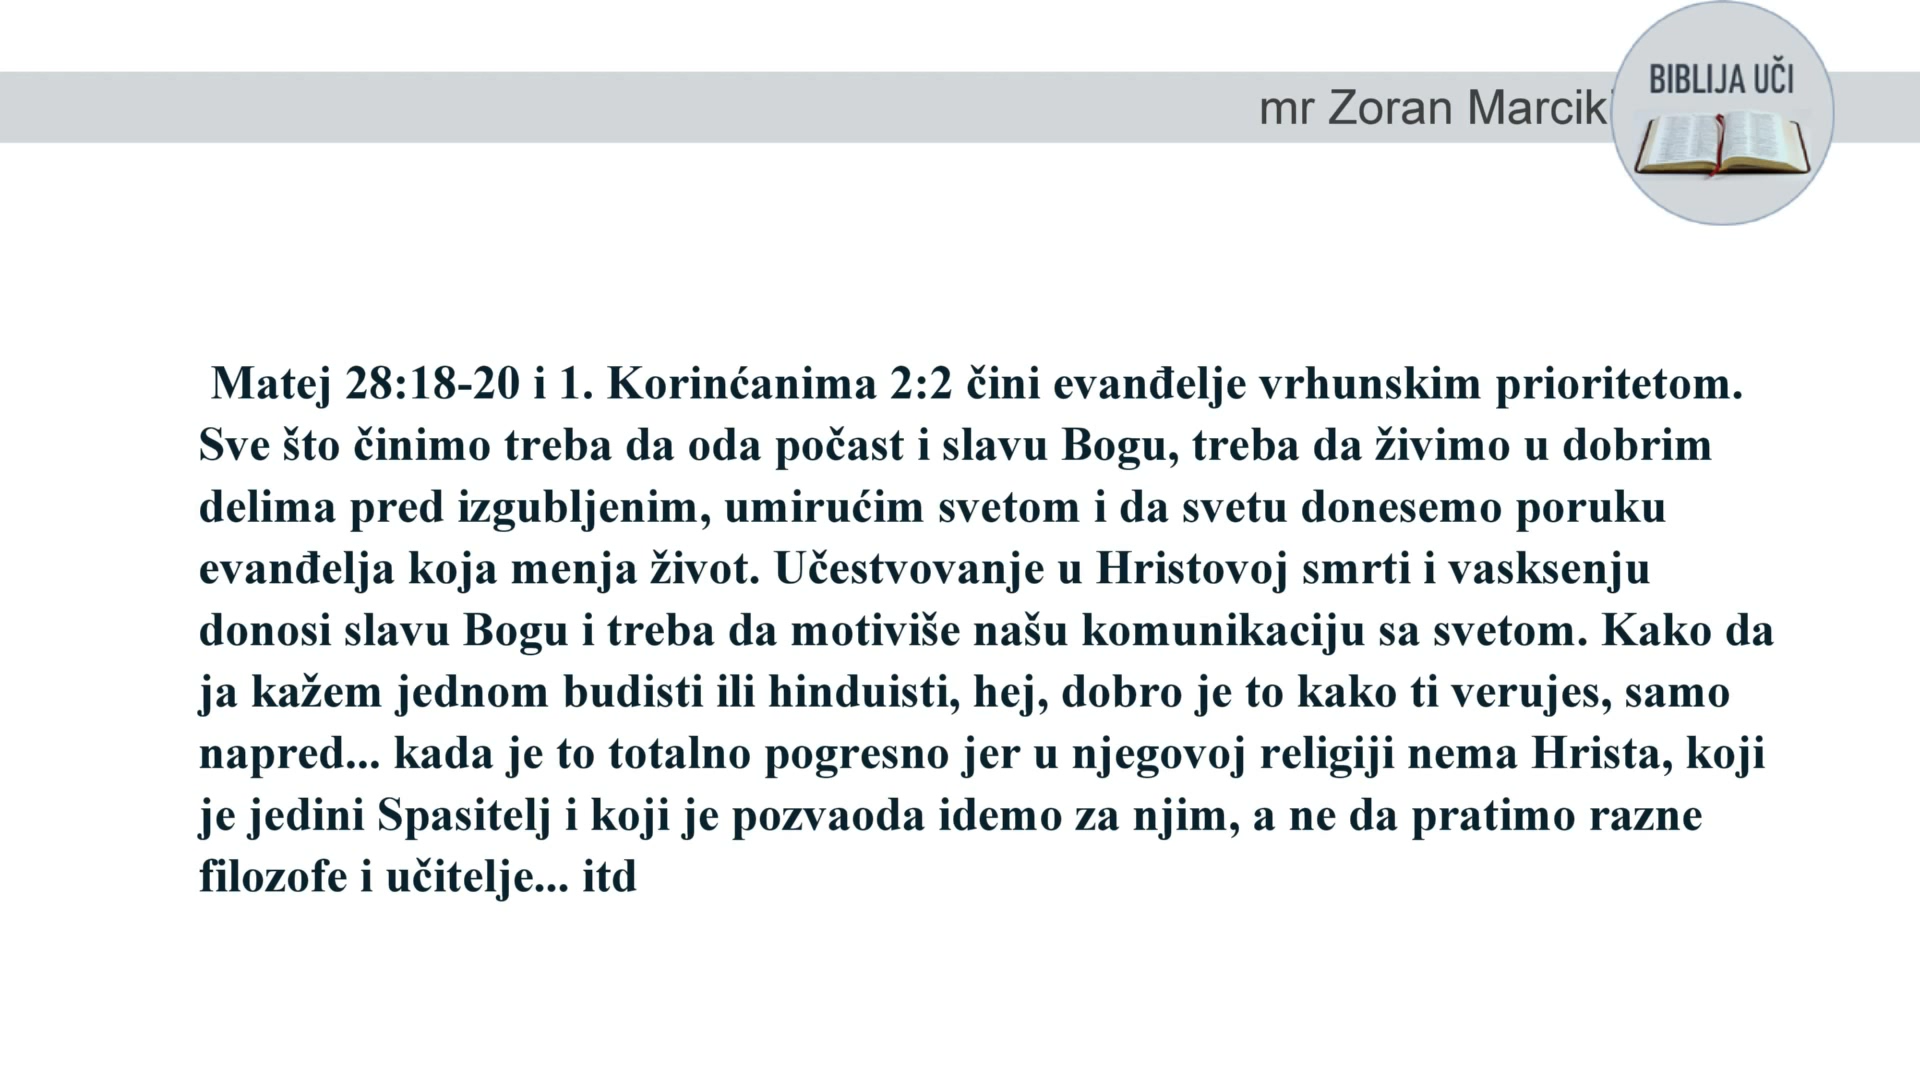 mr Zoran Marcik
BIBLIJA UČI
Matej 28:18-20 i 1. Korinćanima 2:2 čini evanđelje vrhunskim prioritetom.
Sve što činimo treba da oda počast i slavu Bogu, treba da živimo u dobrim
delima pred izgubljenim, umirućim svetom i da svetu donesemo poruku
evanđelja koja menja život. Učestvovanje u Hristovoj smrti i vasksenju
donosi slavu Bogu i treba da motiviše našu komunikaciju sa svetom. Kako da
ja kažem jednom budisti ili hinduisti, hej, dobro je to kako ti verujes, samo
napred... kada je to totalno pogresno jer u njegovoj religiji nema Hrista, koji
je jedini Spasitelj i koji je pozvaoda idemo za njim, a ne da pratimo razne
filozofe i učitelje... itd